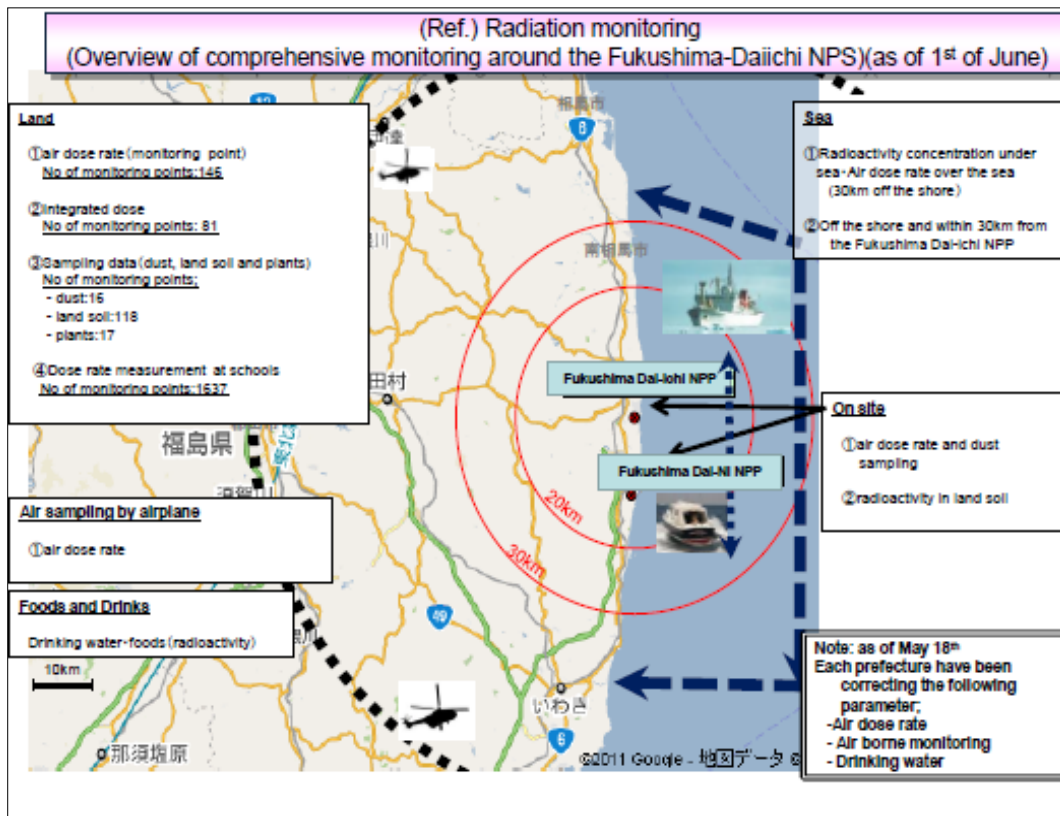 (Ref.) Radiation monitoring
(Overview of comprehensive monitoring around the Fukushima-Daiichi NPS)(as of 1st of June)
Land
①air dose rate(monitoring point)
No of monitoring points:146
②Integrated dose
No of monitoring points: 81
③Sampling data(dust, land soil and plants)
No of monitoring points;
- dust:16
- land soil:118
- plants:17
④Dose rate measurement at schools
No of monitoring points:1637
Air sampling by airplane
①air dose rate
Foods and Drinks
Drinking water-foods(radioactivity)
10km
那須塩原
福島県
田村
相馬市
8
南相馬市
Fukushima Dai-ichi NPP
Fukushima Dai-Ni NPP
20km
30km
49
いわき
6
©2011 Google - 地図データ ©
Sea
①Radioactivity concentration under
sea-Air dose rate over the sea
(30km off the shore)
②Off the shore and within 30km from
the Fukushima Dai-ichi NPP
On site
①air dose rate and dust
sampling
②radioactivity in land soil
Note: as of May 18th
Each prefecture have been
correcting the following
parameter;
-Air dose rate
- Air borne monitoring
- Drinking water